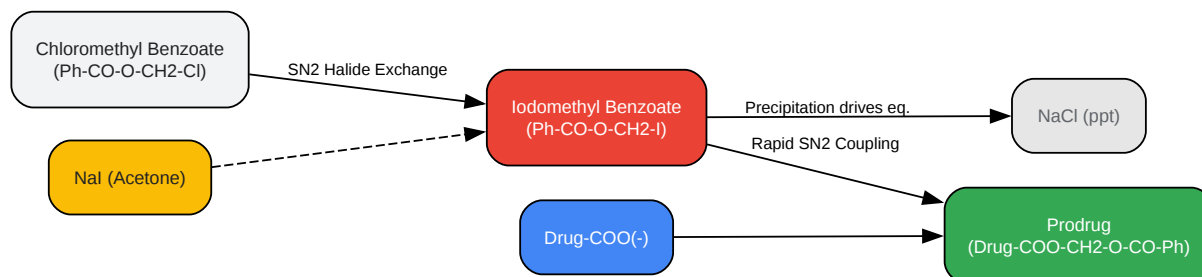 Chloromethyl Benzoate
(Ph-CO-O-CH2-Cl)
SN2 Halide Exchange
NaI (Acetone)
Iodomethyl Benzoate
(Ph-CO-O-CH2-I)
Precipitation drives eq.
NaCl (ppt)
Rapid SN2 Coupling
Drug-COO(-)
Prodrug
(Drug-COO-CH2-O-CO-Ph)